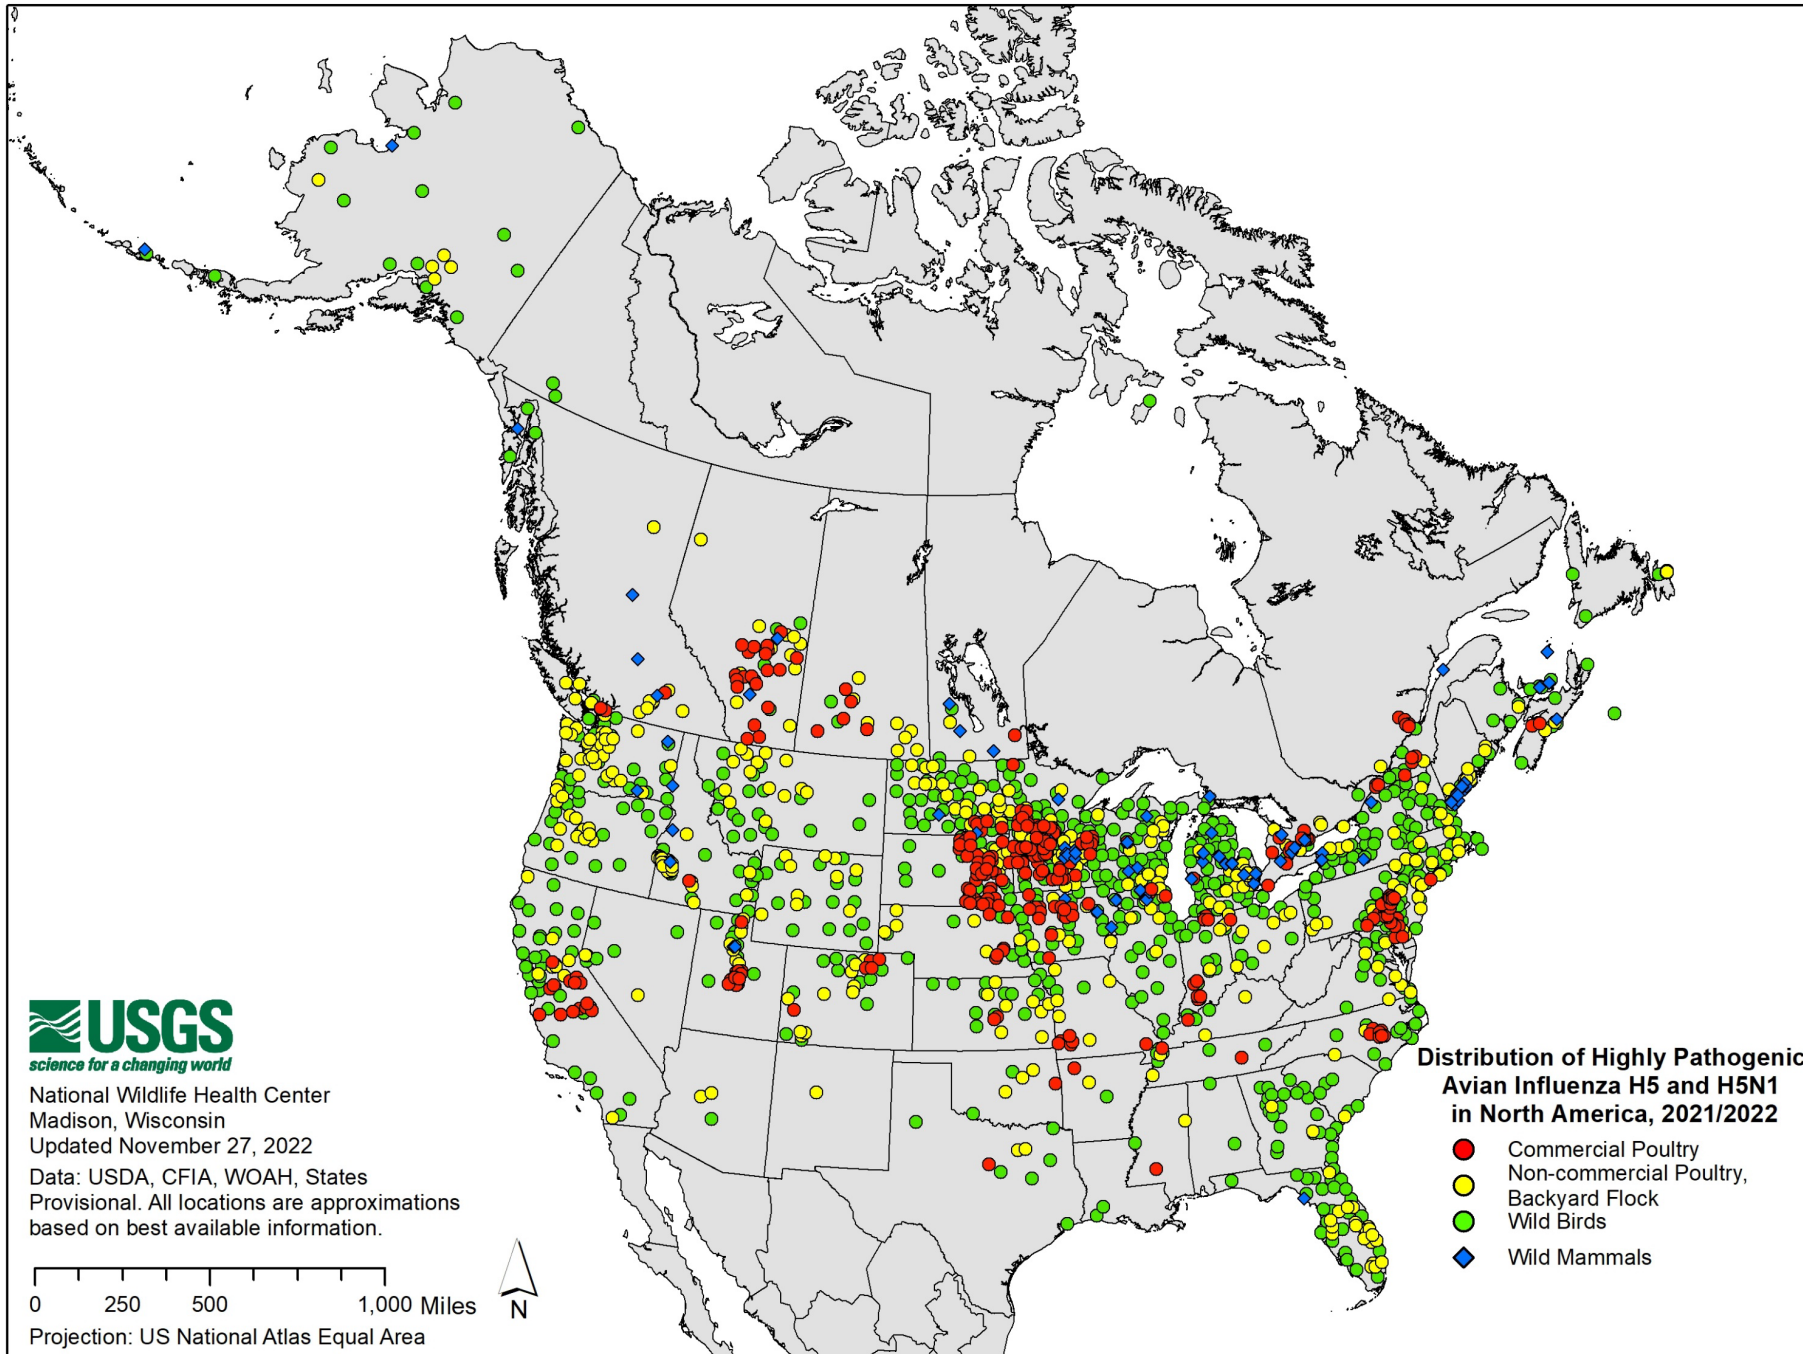 USGS
science for a changing world
National Wildlife Health Center
Madison, Wisconsin
Updated November 27, 2022
Data: USDA, CFIA, WOAH, States
Provisional. All locations are approximations
based on best available information.
0 250 500 1,000 Miles
Projection: US National Atlas Equal Area
N
Distribution of Highly Pathogenic
Avian Influenza H5 and H5N1
in North America, 2021/2022
Commercial Poultry
Non-commercial Poultry,
Backyard Flock
Wild Birds
Wild Mammals